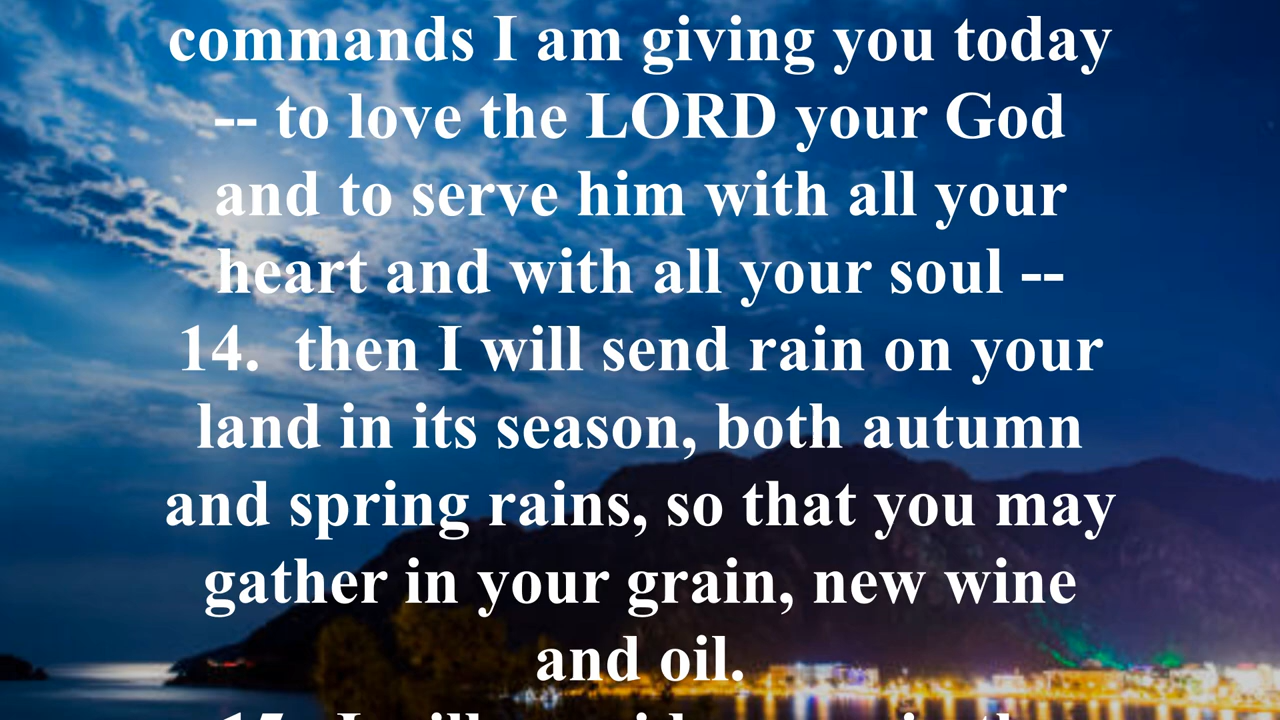 commands I am giving you today
-- to love the LORD your God
and to serve him with all your
heart and with all your soul --
14.  then I will send rain on your
land in its season, both autumn
and spring rains, so that you may
gather in your grain, new wine
and oil.
15. I will